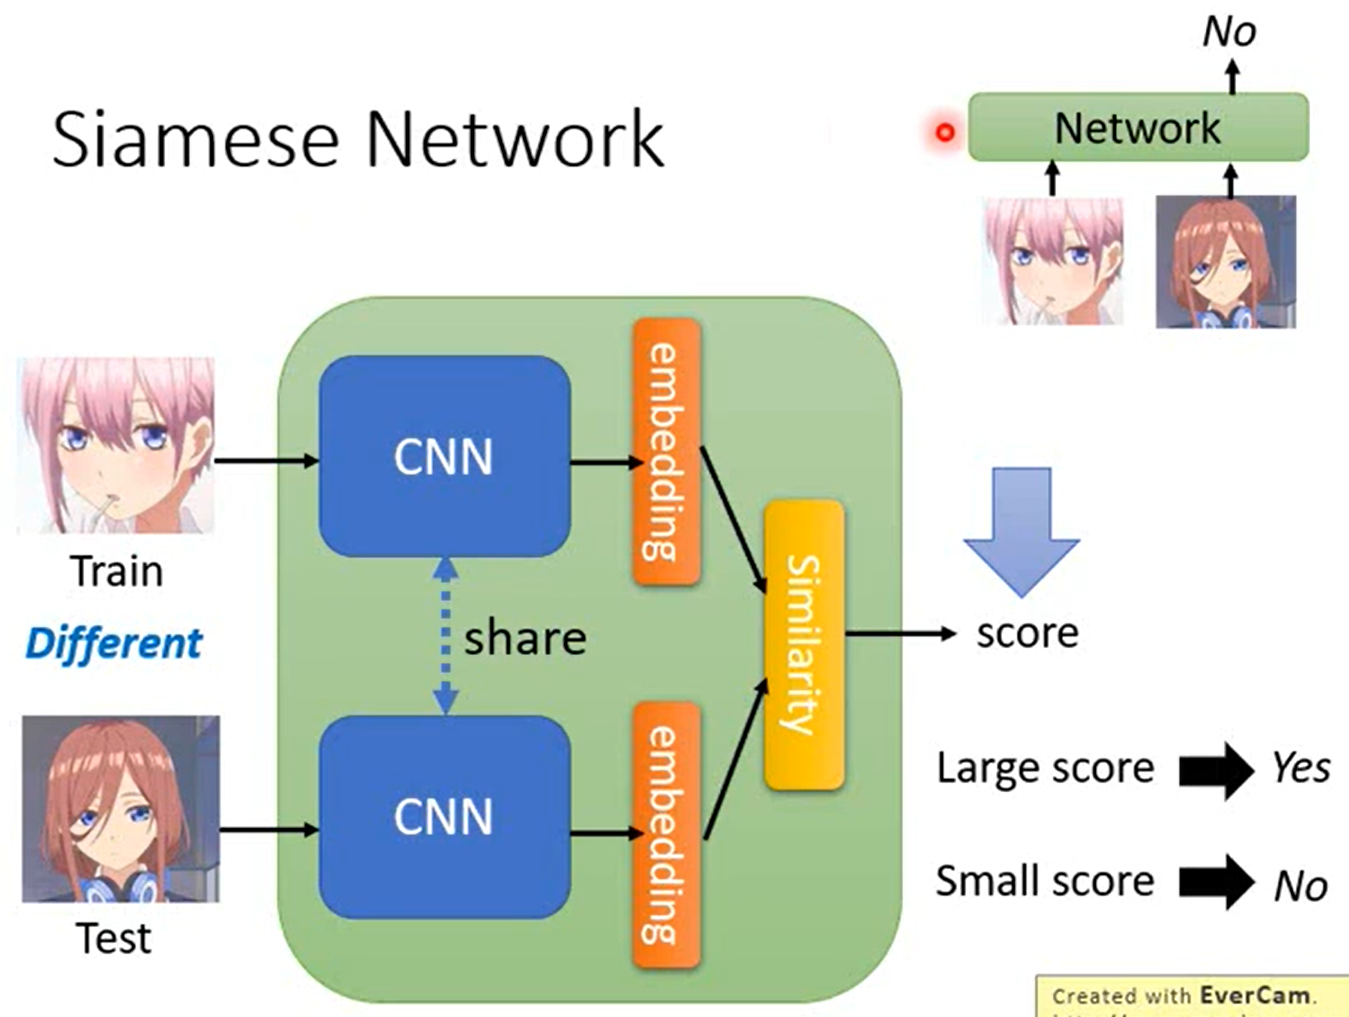 No
Network
Siamese Network
CNN
embedding
Train
Different
share
Similarity
score
CNN
embedding
Test
Large score
Yes
Small score
No
Created with EverCam.